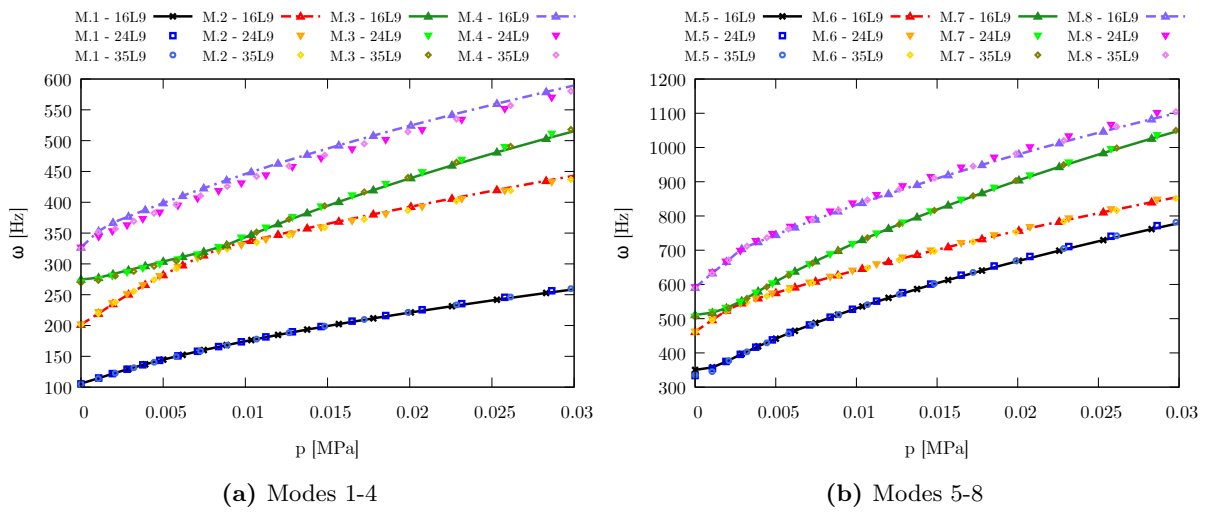 M.1 - 16L9 M.2 - 16L9 M.3 - 16L9 M.4 - 16L9
M.1 - 24L9 M.2 - 24L9 M.3 - 24L9 M.4 - 24L9
M.1 - 35L9 M.2 - 35L9 M.3 - 35L9 M.4 - 35L9
600
550
500
450
400
350
300
250
200
150
100
ω [Hz]
0 0.005 0.01 0.015 0.02 0.025 0.03
p [MPa]
(a) Modes 1-4
M.5 - 16L9 M.6 - 16L9 M.7 - 16L9 M.8 - 16L9
M.5 - 24L9 M.6 - 24L9 M.7 - 24L9 M.8 - 24L9
M.5 - 35L9 M.6 - 35L9 M.7 - 35L9 M.8 - 35L9
1200
1100
1000
900
800
700
600
500
400
300
ω [Hz]
0 0.005 0.01 0.015 0.02 0.025 0.03
p [MPa]
(b) Modes 5-8